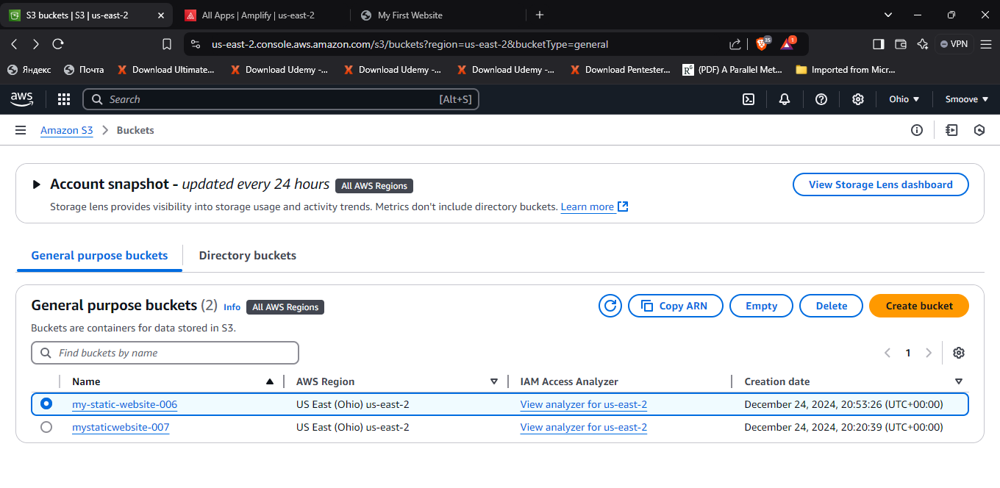 S3 buckets | S3 | us-east-2
All Apps | Amplify | us-east-2
My First Website
us-east-2.console.aws.amazon.com/s3/buckets?region=us-east-2&bucketType=general
35
1
VPN
Яндекс
Почта
Download Ultimate...
Download Udemy -...
Download Udemy -...
Download Udemy -...
Download Pentester...
R G
(PDF) A Parallel Met...
Imported from Micr...
aws
Search
[Alt+S]
Ohio
Smoove
Amazon S3
Buckets
Account snapshot - updated every 24 hours
All AWS Regions
View Storage Lens dashboard
Storage lens provides visibility into storage usage and activity trends. Metrics don't include directory buckets. Learn more
General purpose buckets
Directory buckets
General purpose buckets (2) Info
All AWS Regions
Copy ARN
Empty
Delete
Create bucket
Buckets are containers for data stored in S3.
Find buckets by name
1
Name
AWS Region
IAM Access Analyzer
Creation date
my-static-website-006
US East (Ohio) us-east-2
View analyzer for us-east-2
December 24, 2024, 20:53:26 (UTC+00:00)
mystaticwebsite-007
US East (Ohio) us-east-2
View analyzer for us-east-2
December 24, 2024, 20:20:39 (UTC+00:00)